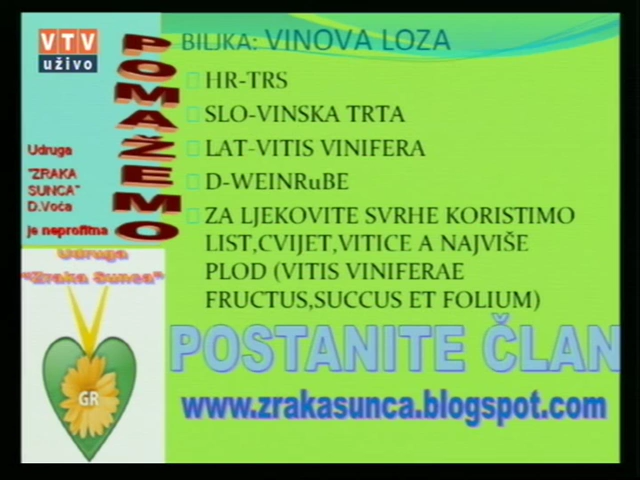 VTV
uživo
POMAŽEMO
Udruga
"ZRAKA
SUNCA"
D.Voća
je neprofitna
Udruga
"Zraka Sunca"
GR
BILJKA: VINOVA LOZA
HR-TRS
SLO-VINSKA TRTA
LAT-VITIS VINIFERA
D-WEINRuBE
ZA LJEKOVITE SVRHE KORISTIMO
LIST,CVIJET,VITICE A NAJVIŠE
PLOD (VITIS VINIFERAE
FRUCTUS,SUCCUS ET FOLIUM)
POSTANITE ČLAN
www.zrakasunca.blogspot.com